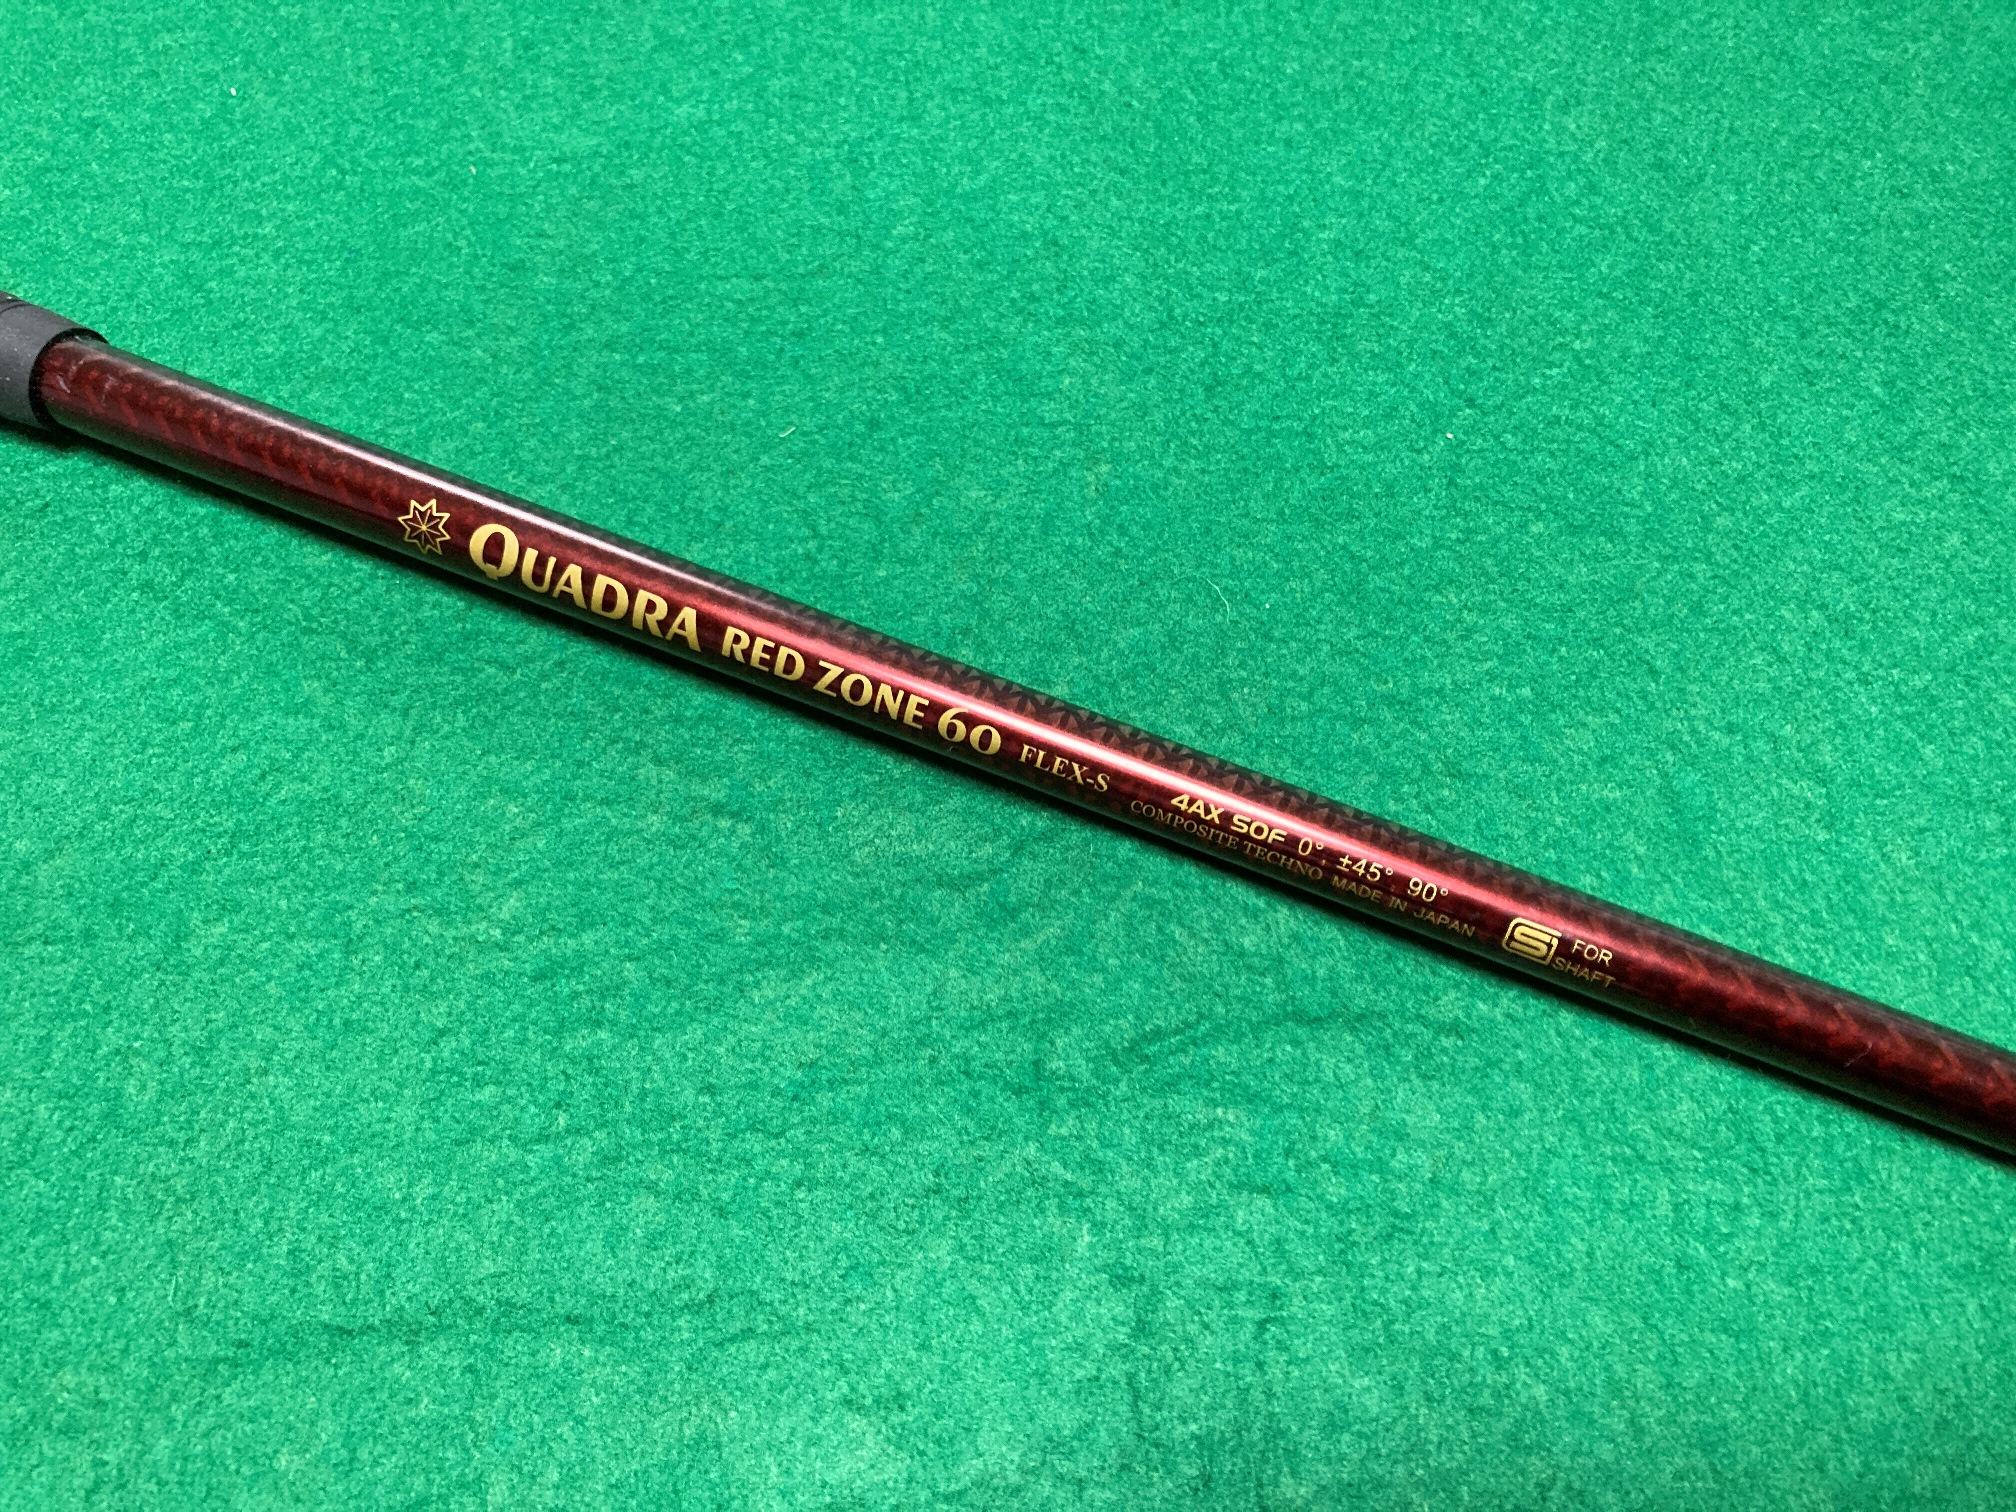 QUADRA RED ZONE 60 FLEX-S
4AX SOF 0° ±45° 90°
COMPOSITE TECHNO MADE IN JAPAN
S FOR
SHAFT